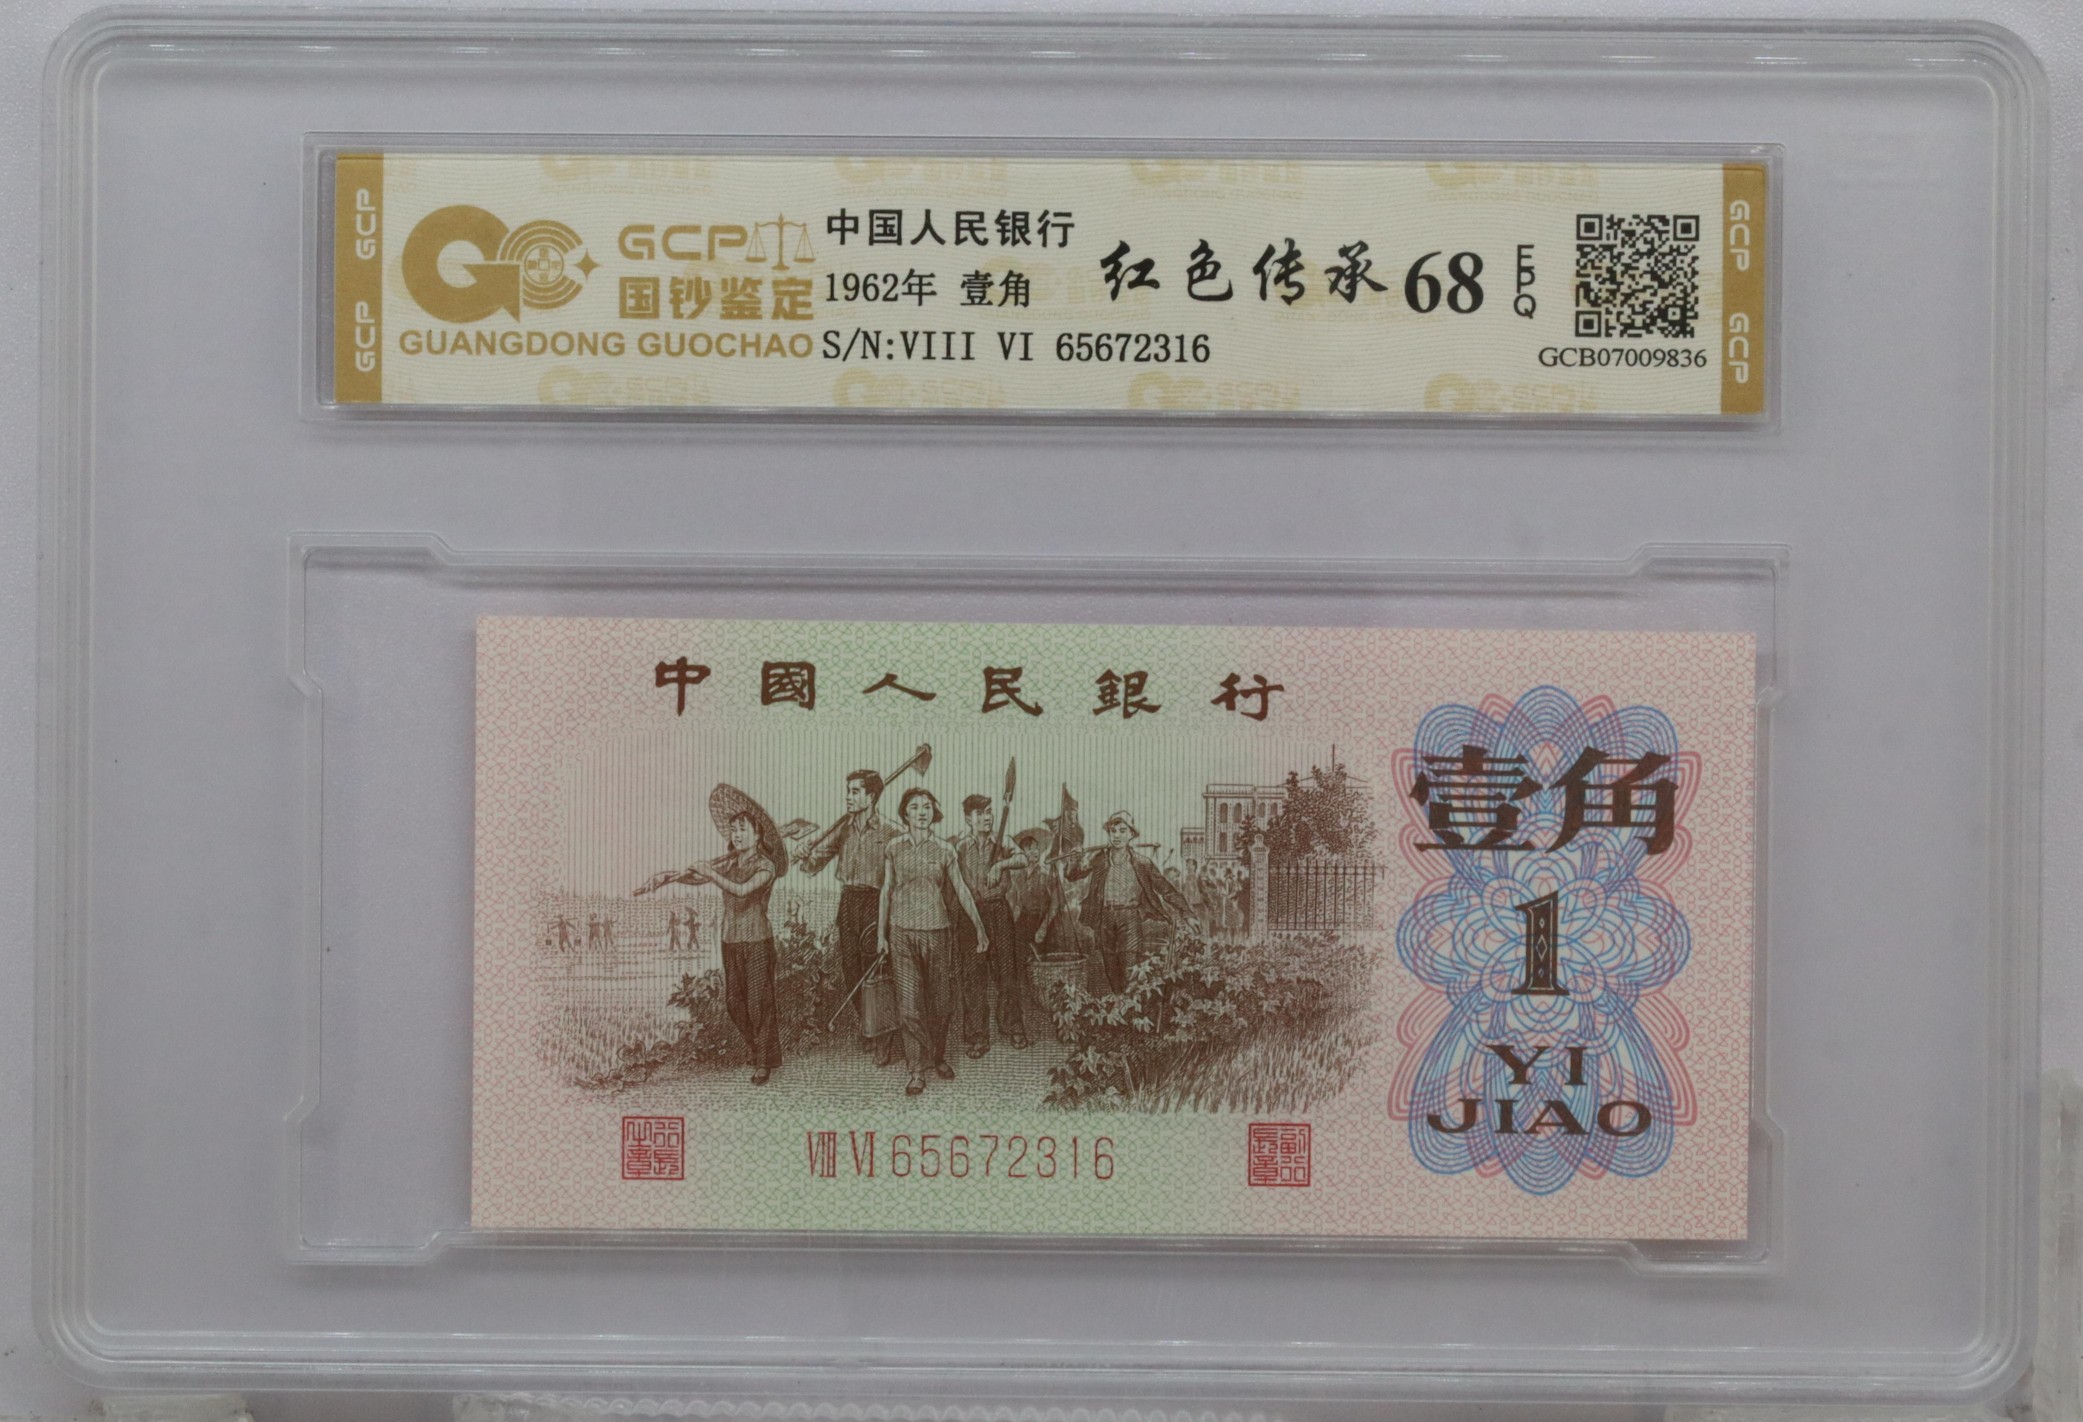 GCP
GCP
GCP
国钞鉴定
GUANGDONG GUOCHAO
中国人民银行
1962年 壹角
S/N:VIII VI 65672316
红色传承
68
EPQ
GCB07009836
GCP
GCP
中國人民銀行
壹角
1
YI
JIAO
VIII VI 65672316